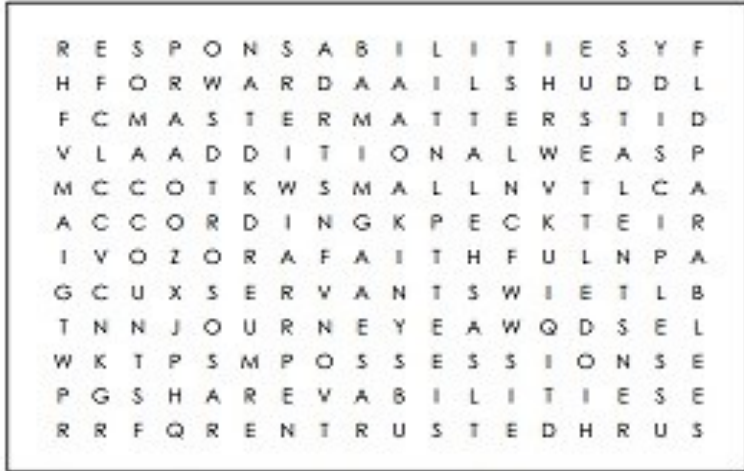 R E S P O N S A B I L I T I E S Y F
H F O R W A R D A A I L S H U D D L
F C M A S T E R M A T T E R S T I D
V L A A D D I T I O N A L W E A S P
M C C O T K W S M A L L N V T L C A
A C C O R D I N G K P E C K T E I R
I V O Z O R A F A I T H F U L N P A
G C U X S E R V A N T S W I E T L B
T N N J O U R N E Y E A W Q D S E L
W K T P S M P O S S E S S I O N S E
P G S H A R E V A B I L I T I E S E
R R F Q R E N T R U S T E D H R U S